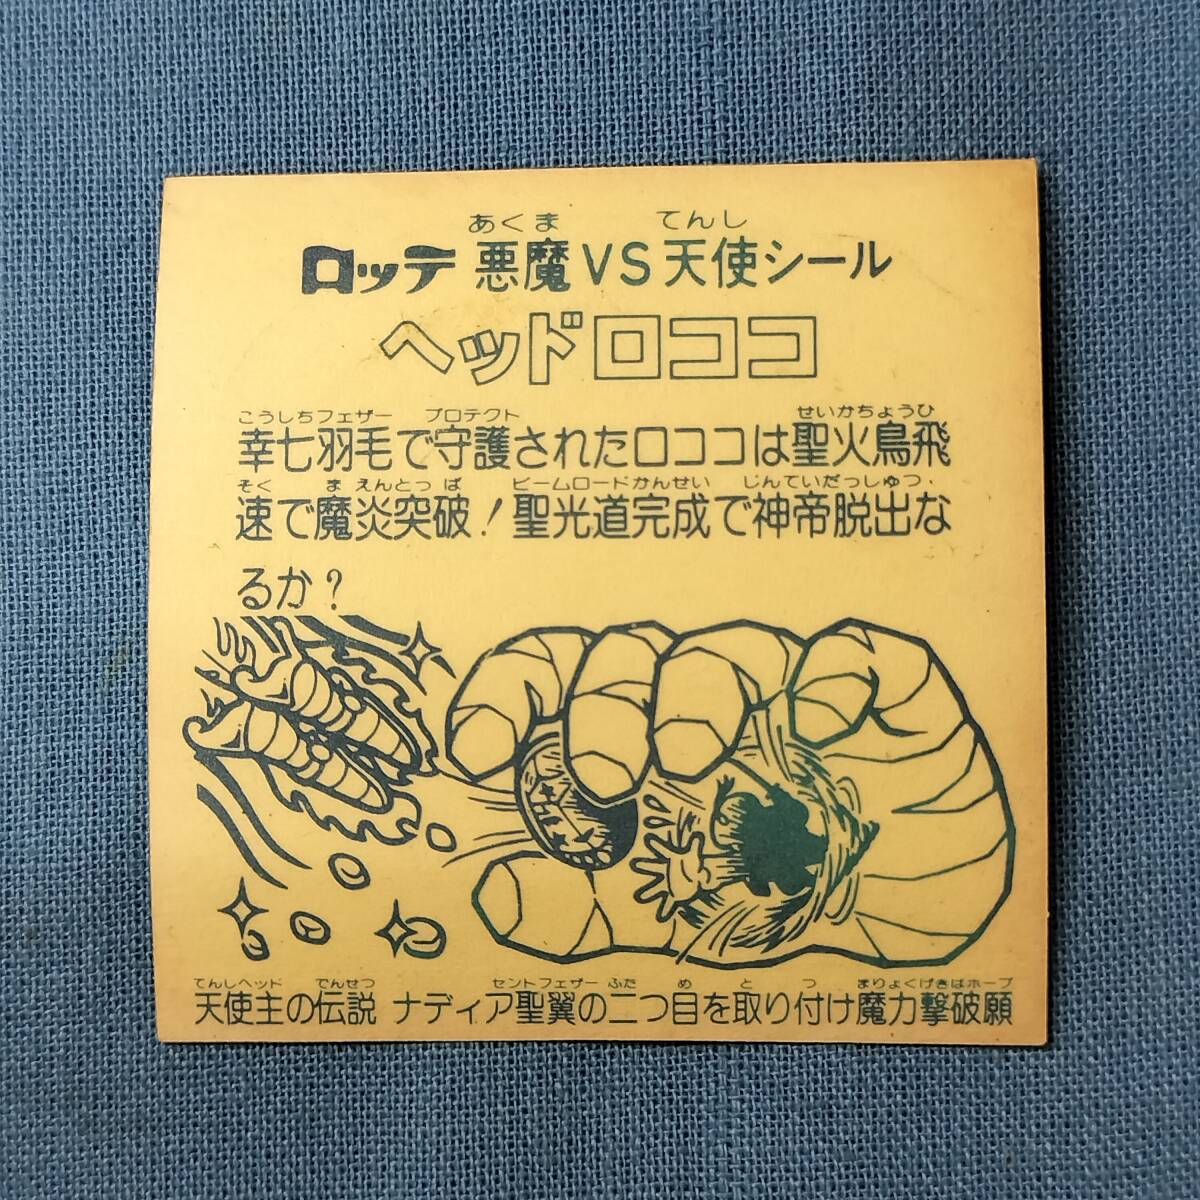 あくま てんし
ロッテ 悪魔VS天使シール
ヘッドロココ
こうしちフェザー プロテクト せいかちょうひ
幸七羽毛で守護されたロココは聖火鳥飛
そく ま えんとっ ぱ ビームロードかんせい じんていだっしゅつ・
速で魔炎突破!聖光道完成で神帝脱出な
るか?
てんしヘッド でんせつ セントフェザー ふた め と つ まりょくげきばホープ
天使主の伝説 ナディア聖翼の二つ目を取り付け魔力撃破願